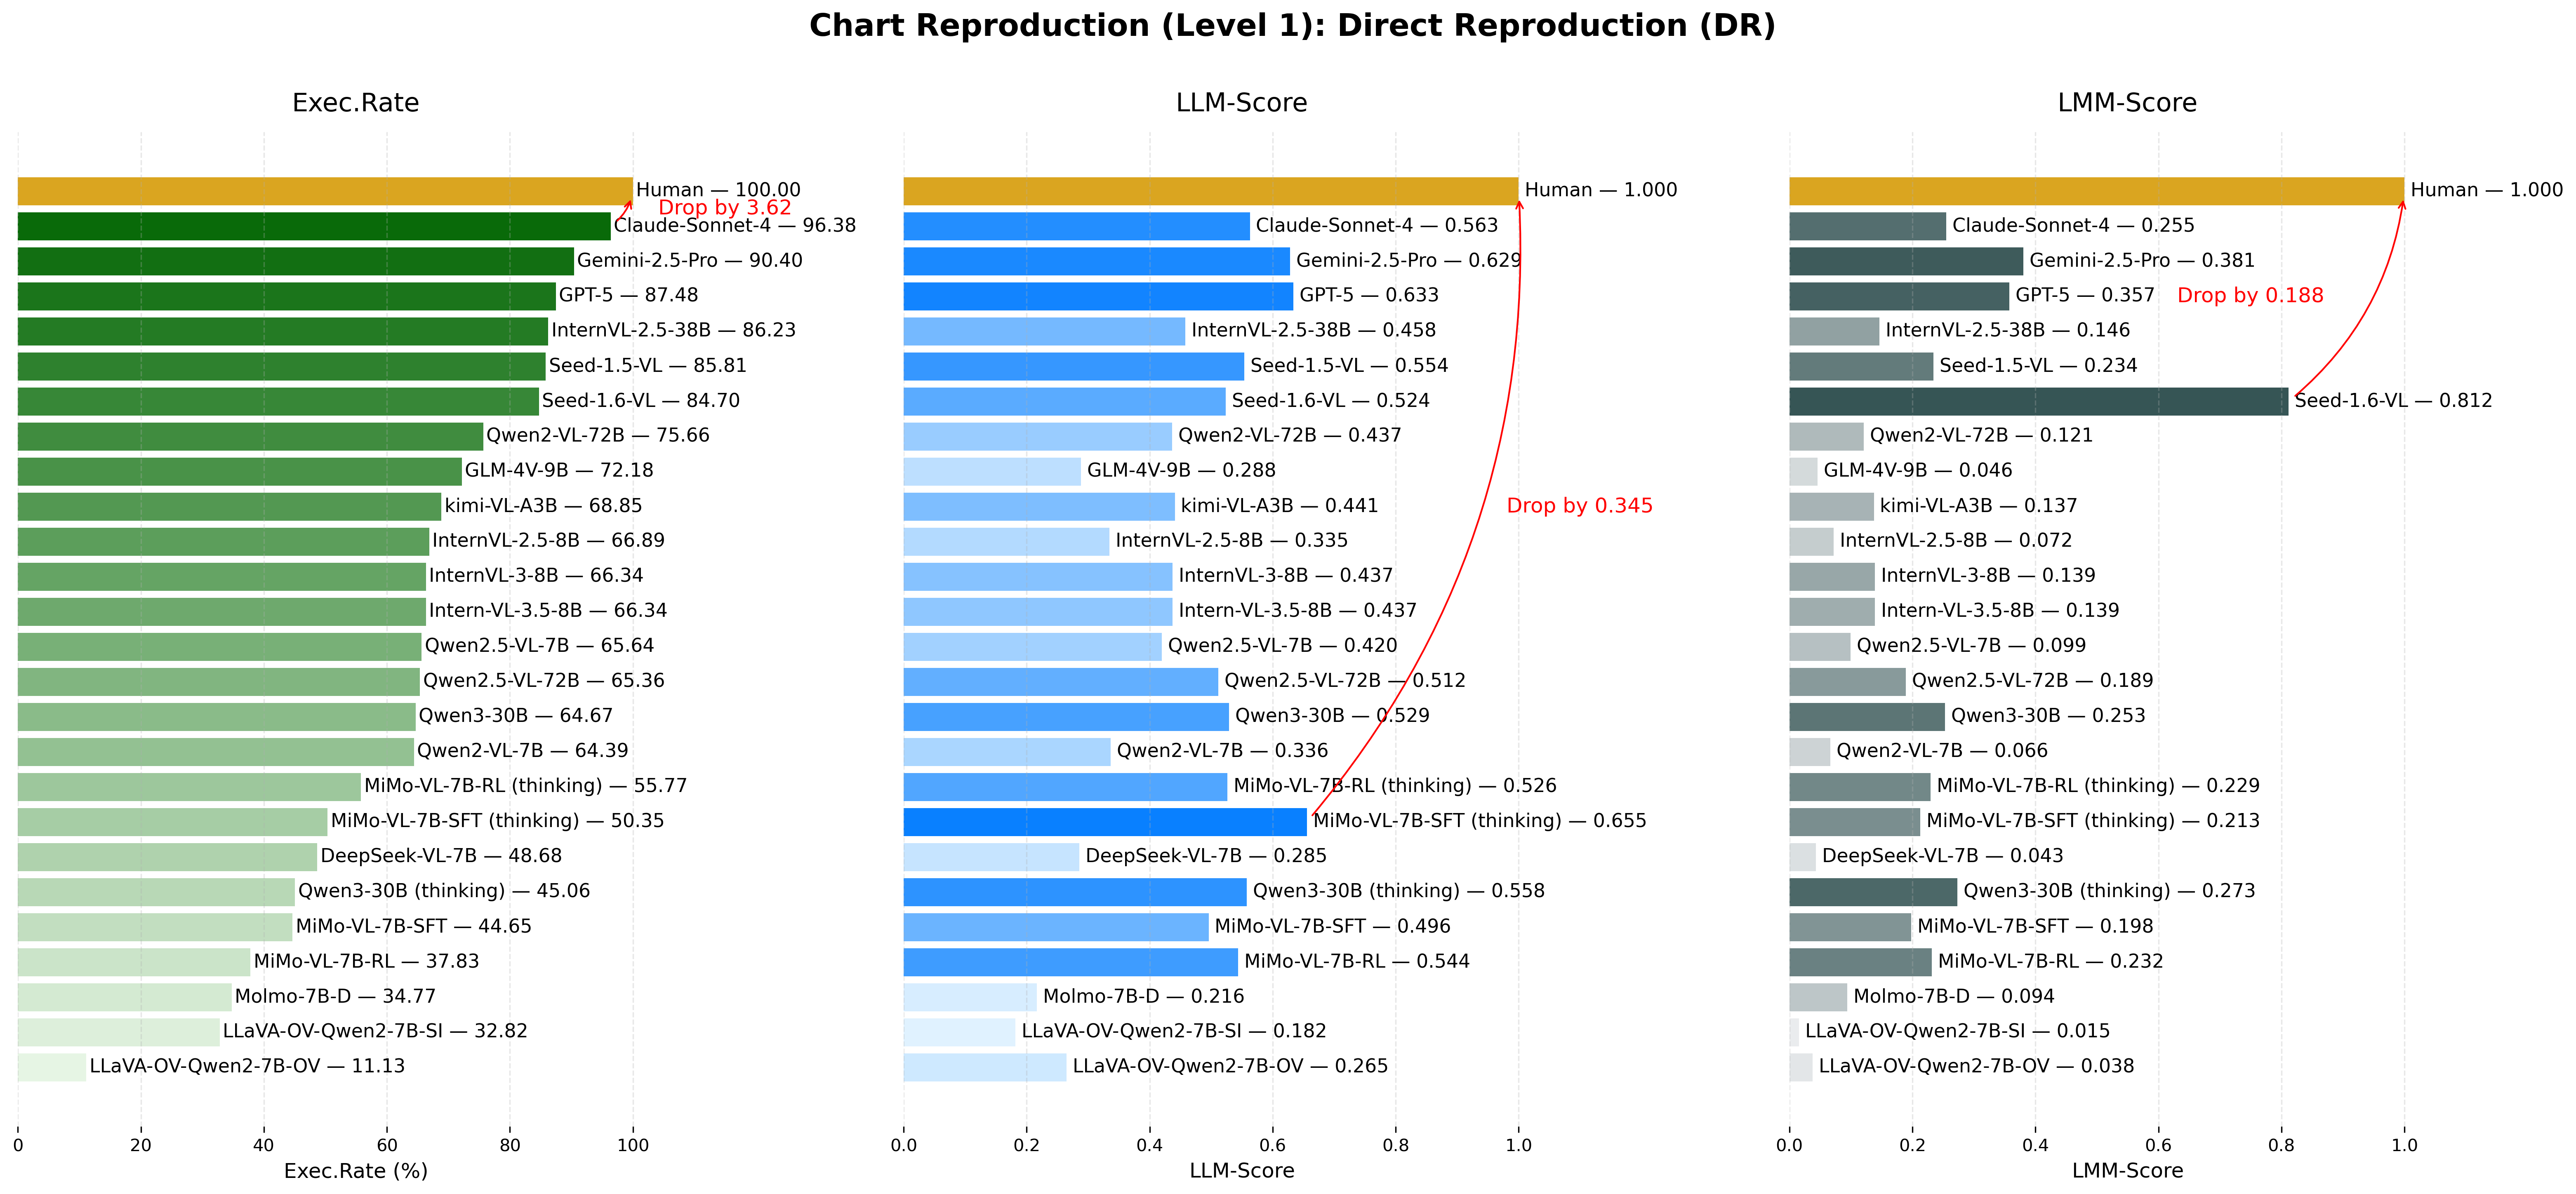 Chart Reproduction (Level 1): Direct Reproduction (DR)
Exec.Rate
Human — 100.00
Drop by 3.62
Claude-Sonnet-4 — 96.38
Gemini-2.5-Pro — 90.40
GPT-5 — 87.48
InternVL-2.5-38B — 86.23
Seed-1.5-VL — 85.81
Seed-1.6-VL — 84.70
Qwen2-VL-72B — 75.66
GLM-4V-9B — 72.18
kimi-VL-A3B — 68.85
InternVL-2.5-8B — 66.89
InternVL-3-8B — 66.34
Intern-VL-3.5-8B — 66.34
Qwen2.5-VL-7B — 65.64
Qwen2.5-VL-72B — 65.36
Qwen3-30B — 64.67
Qwen2-VL-7B — 64.39
MiMo-VL-7B-RL (thinking) — 55.77
MiMo-VL-7B-SFT (thinking) — 50.35
DeepSeek-VL-7B — 48.68
Qwen3-30B (thinking) — 45.06
MiMo-VL-7B-SFT — 44.65
MiMo-VL-7B-RL — 37.83
Molmo-7B-D — 34.77
LLaVA-OV-Qwen2-7B-SI — 32.82
LLaVA-OV-Qwen2-7B-OV — 11.13
0 20 40 60 80 100
Exec.Rate (%)
LLM-Score
Human — 1.000
Claude-Sonnet-4 — 0.563
Gemini-2.5-Pro — 0.629
GPT-5 — 0.633
InternVL-2.5-38B — 0.458
Seed-1.5-VL — 0.554
Seed-1.6-VL — 0.524
Qwen2-VL-72B — 0.437
GLM-4V-9B — 0.288
kimi-VL-A3B — 0.441
Drop by 0.345
InternVL-2.5-8B — 0.335
InternVL-3-8B — 0.437
Intern-VL-3.5-8B — 0.437
Qwen2.5-VL-7B — 0.420
Qwen2.5-VL-72B — 0.512
Qwen3-30B — 0.529
Qwen2-VL-7B — 0.336
MiMo-VL-7B-RL (thinking) — 0.526
MiMo-VL-7B-SFT (thinking) — 0.655
DeepSeek-VL-7B — 0.285
Qwen3-30B (thinking) — 0.558
MiMo-VL-7B-SFT — 0.496
MiMo-VL-7B-RL — 0.544
Molmo-7B-D — 0.216
LLaVA-OV-Qwen2-7B-SI — 0.182
LLaVA-OV-Qwen2-7B-OV — 0.265
0.0 0.2 0.4 0.6 0.8 1.0
LLM-Score
LMM-Score
Human — 1.000
Claude-Sonnet-4 — 0.255
Gemini-2.5-Pro — 0.381
GPT-5 — 0.357
Drop by 0.188
InternVL-2.5-38B — 0.146
Seed-1.5-VL — 0.234
Seed-1.6-VL — 0.812
Qwen2-VL-72B — 0.121
GLM-4V-9B — 0.046
kimi-VL-A3B — 0.137
InternVL-2.5-8B — 0.072
InternVL-3-8B — 0.139
Intern-VL-3.5-8B — 0.139
Qwen2.5-VL-7B — 0.099
Qwen2.5-VL-72B — 0.189
Qwen3-30B — 0.253
Qwen2-VL-7B — 0.066
MiMo-VL-7B-RL (thinking) — 0.229
MiMo-VL-7B-SFT (thinking) — 0.213
DeepSeek-VL-7B — 0.043
Qwen3-30B (thinking) — 0.273
MiMo-VL-7B-SFT — 0.198
MiMo-VL-7B-RL — 0.232
Molmo-7B-D — 0.094
LLaVA-OV-Qwen2-7B-SI — 0.015
LLaVA-OV-Qwen2-7B-OV — 0.038
0.0 0.2 0.4 0.6 0.8 1.0
LMM-Score